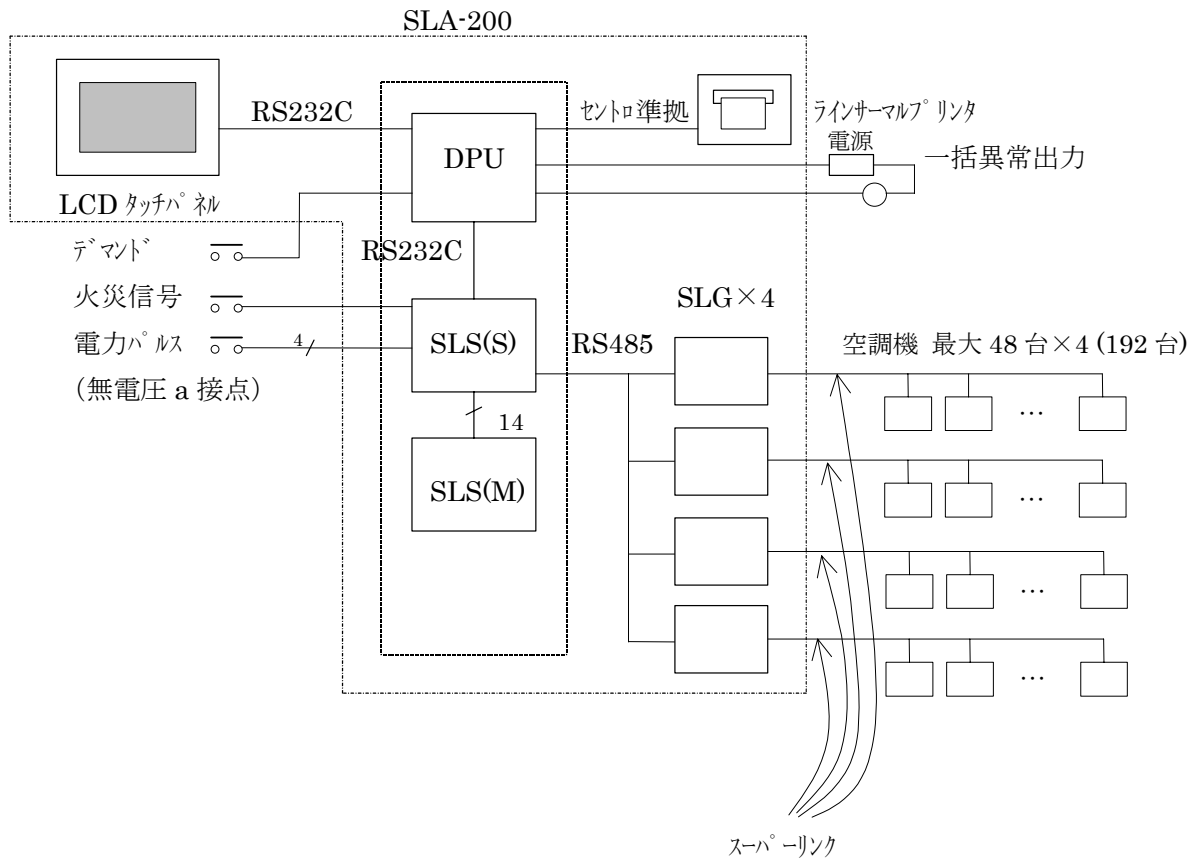 SLA-200
RS232C
セントロ準拠
ラインサーマルプリンタ
電源
一括異常出力
DPU
LCD タッチパネル
デマンド
RS232C
火災信号
電力パルス
4
(無電圧 a 接点)
SLS(S)
RS485
SLG×4
空調機 最大 48 台×4 (192 台)
14
SLS(M)
…
…
…
…
スーパーリンク